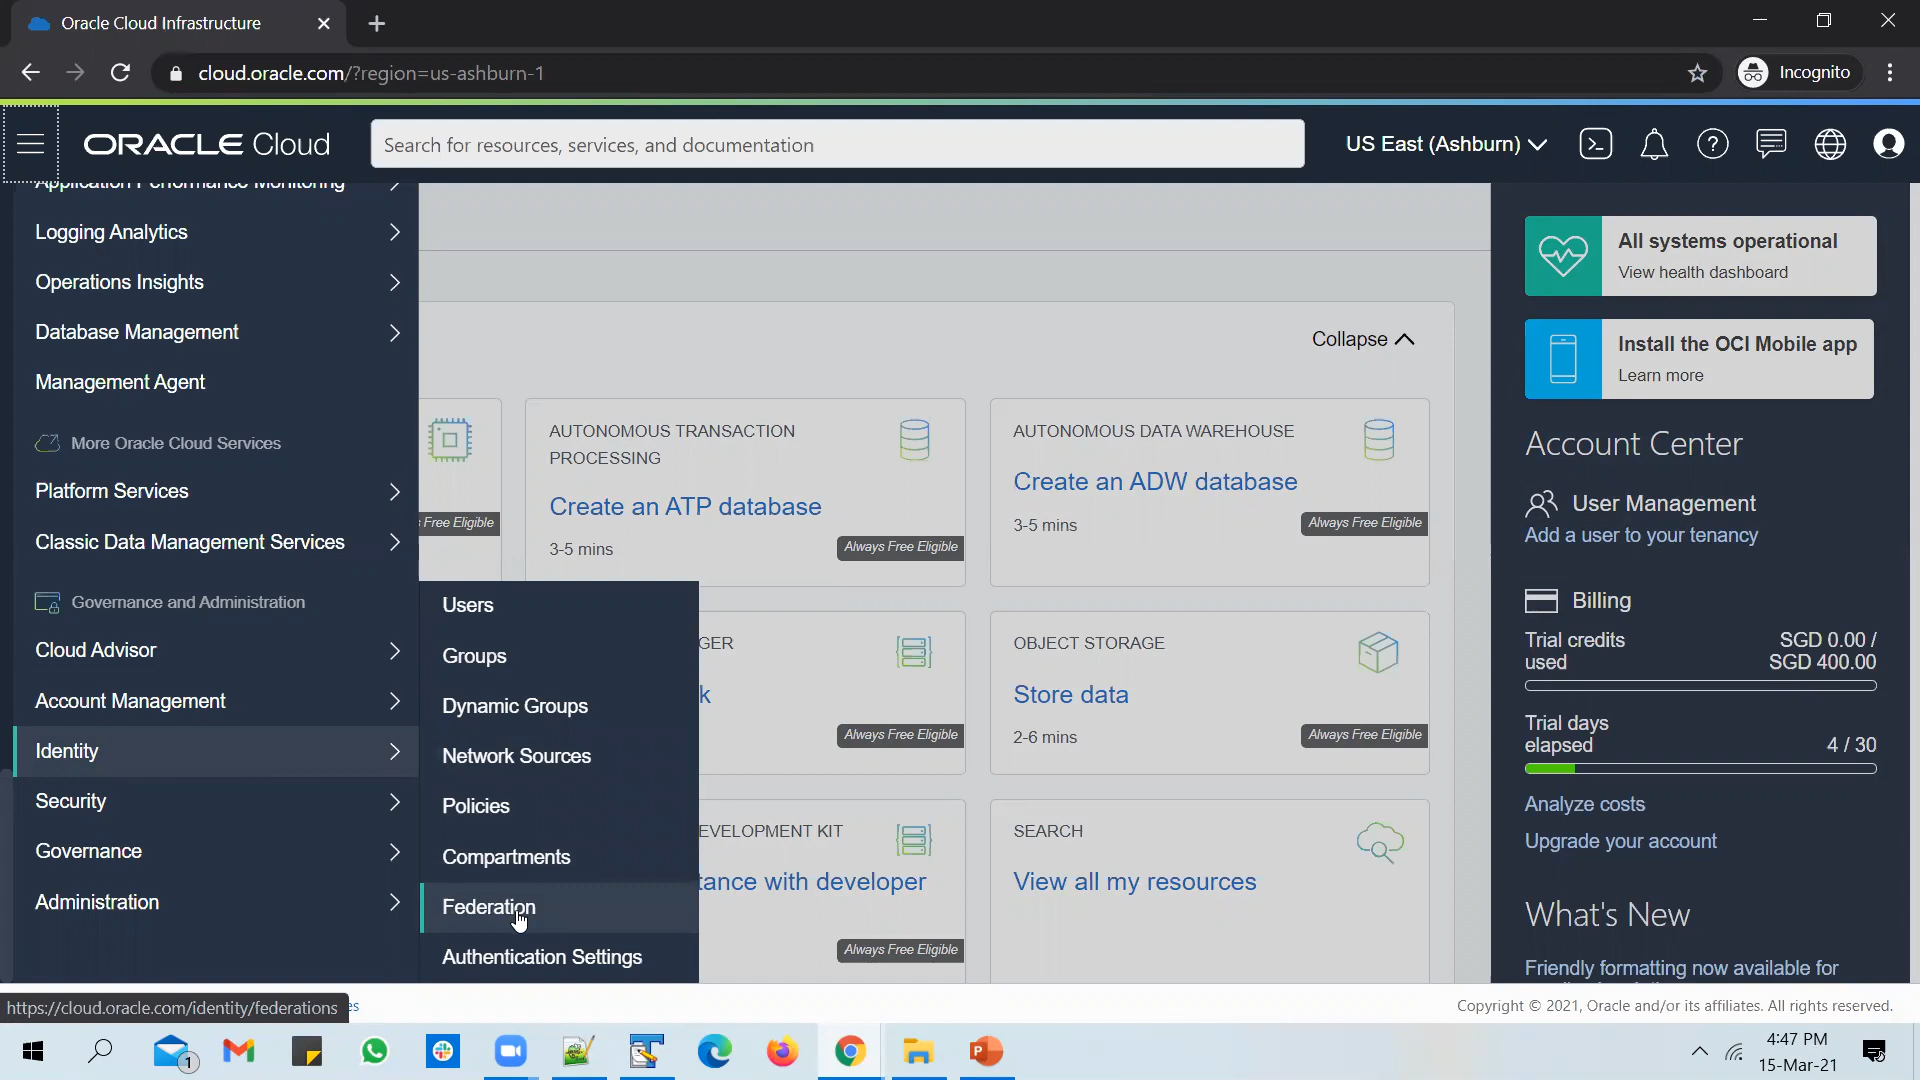 Oracle Cloud Infrastructure
cloud.oracle.com/?region=us-ashburn-1
Incognito
ORACLE Cloud
Search for resources, services, and documentation
US East (Ashburn)
Application Performance Monitoring
Logging Analytics
Operations Insights
Database Management
Management Agent
More Oracle Cloud Services
Platform Services
Classic Data Management Services
Governance and Administration
Cloud Advisor
Account Management
Identity
Security
Governance
Administration
Users
Groups
Dynamic Groups
Network Sources
Policies
Compartments
Federation
Authentication Settings
Collapse
Free Eligible
AUTONOMOUS TRANSACTION
PROCESSING
Create an ATP database
3-5 mins
Always Free Eligible
AUTONOMOUS DATA WAREHOUSE
Create an ADW database
3-5 mins
Always Free Eligible
GER
k
Always Free Eligible
OBJECT STORAGE
Store data
2-6 mins
Always Free Eligible
EVELOPMENT KIT
tance with developer
Always Free Eligible
SEARCH
View all my resources
All systems operational
View health dashboard
Install the OCI Mobile app
Learn more
Account Center
User Management
Add a user to your tenancy
Billing
Trial credits
used
SGD 0.00 /
SGD 400.00
Trial days
elapsed
4 / 30
Analyze costs
Upgrade your account
What's New
Friendly formatting now available for
https://cloud.oracle.com/identity/federations
es
Copyright © 2021, Oracle and/or its affiliates. All rights reserved.
1
4:47 PM
15-Mar-21